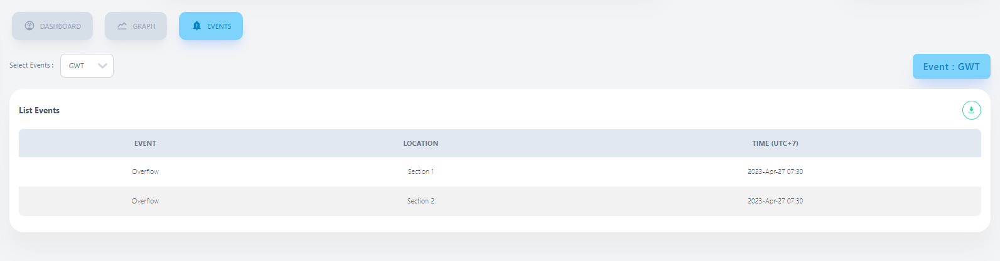 DASHBOARD GRAPH EVENTS
Select Events : GWT Event : GWT
List Events
EVENT LOCATION TIME (UTC+7)
Overflow Section 1 2023-Apr-27 07:30
Overflow Section 2 2023-Apr-27 07:30